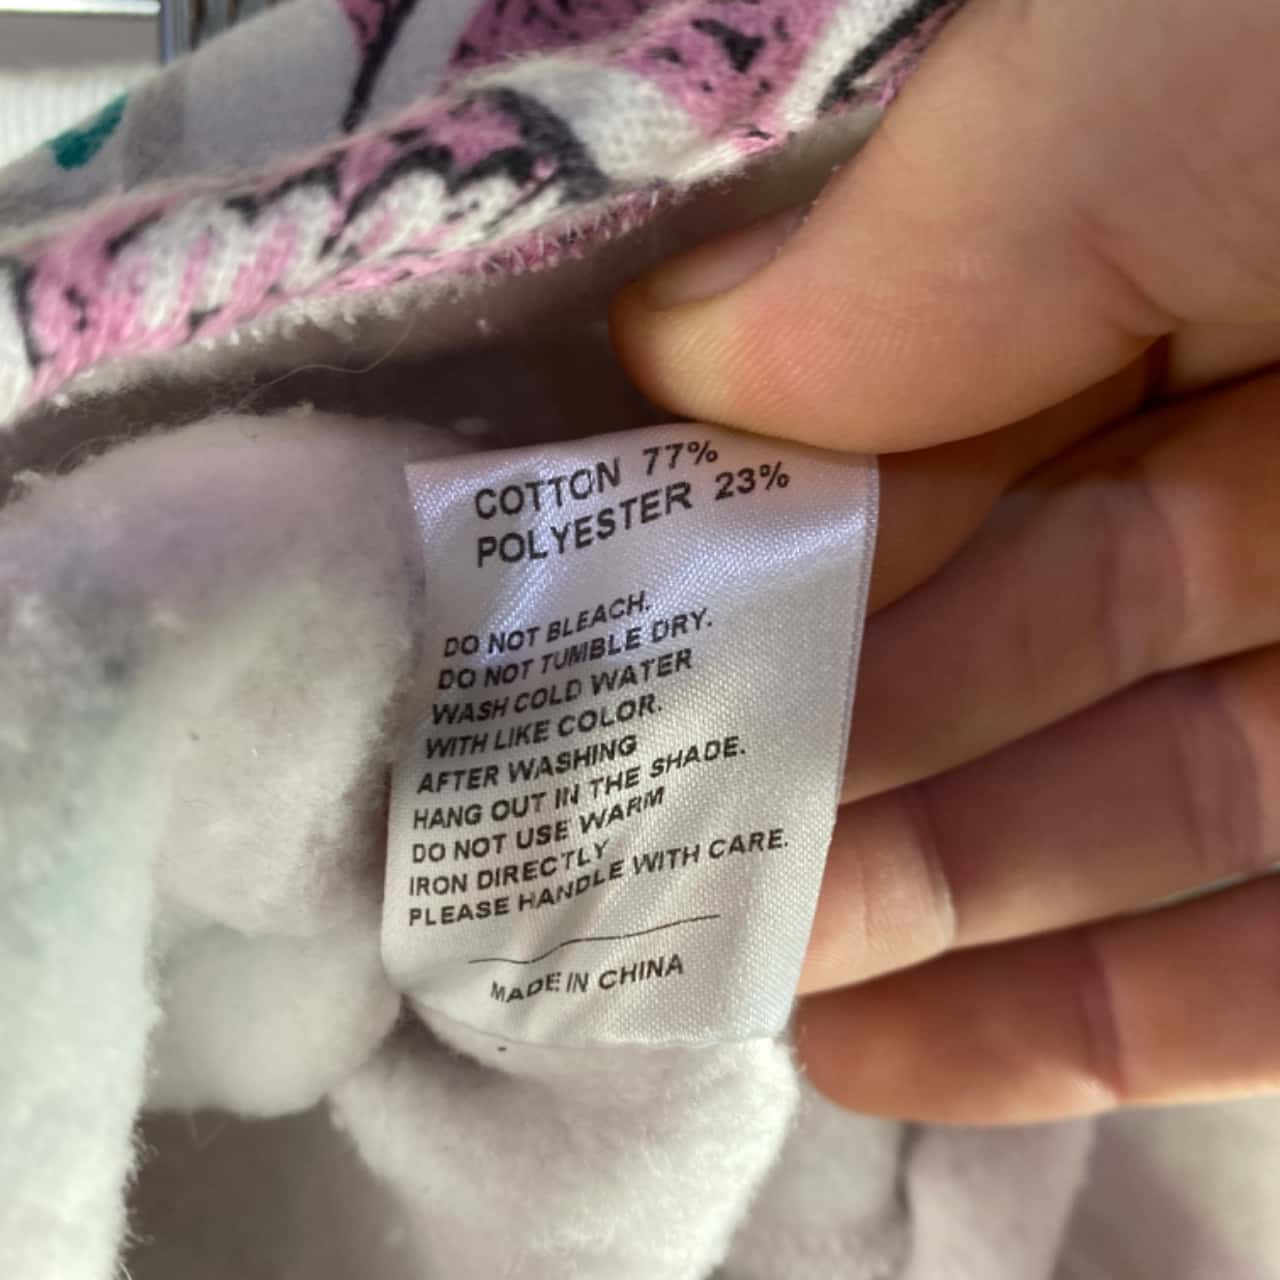 COTTON 77%
POLYESTER 23%
DO NOT BLEACH.
DO NOT TUMBLE DRY.
WASH COLD WATER
WITH LIKE COLOR.
AFTER WASHING
HANG OUT IN THE SHADE.
DO NOT USE WARM
IRON DIRECTLY
PLEASE HANDLE WITH CARE.
MADE IN CHINA